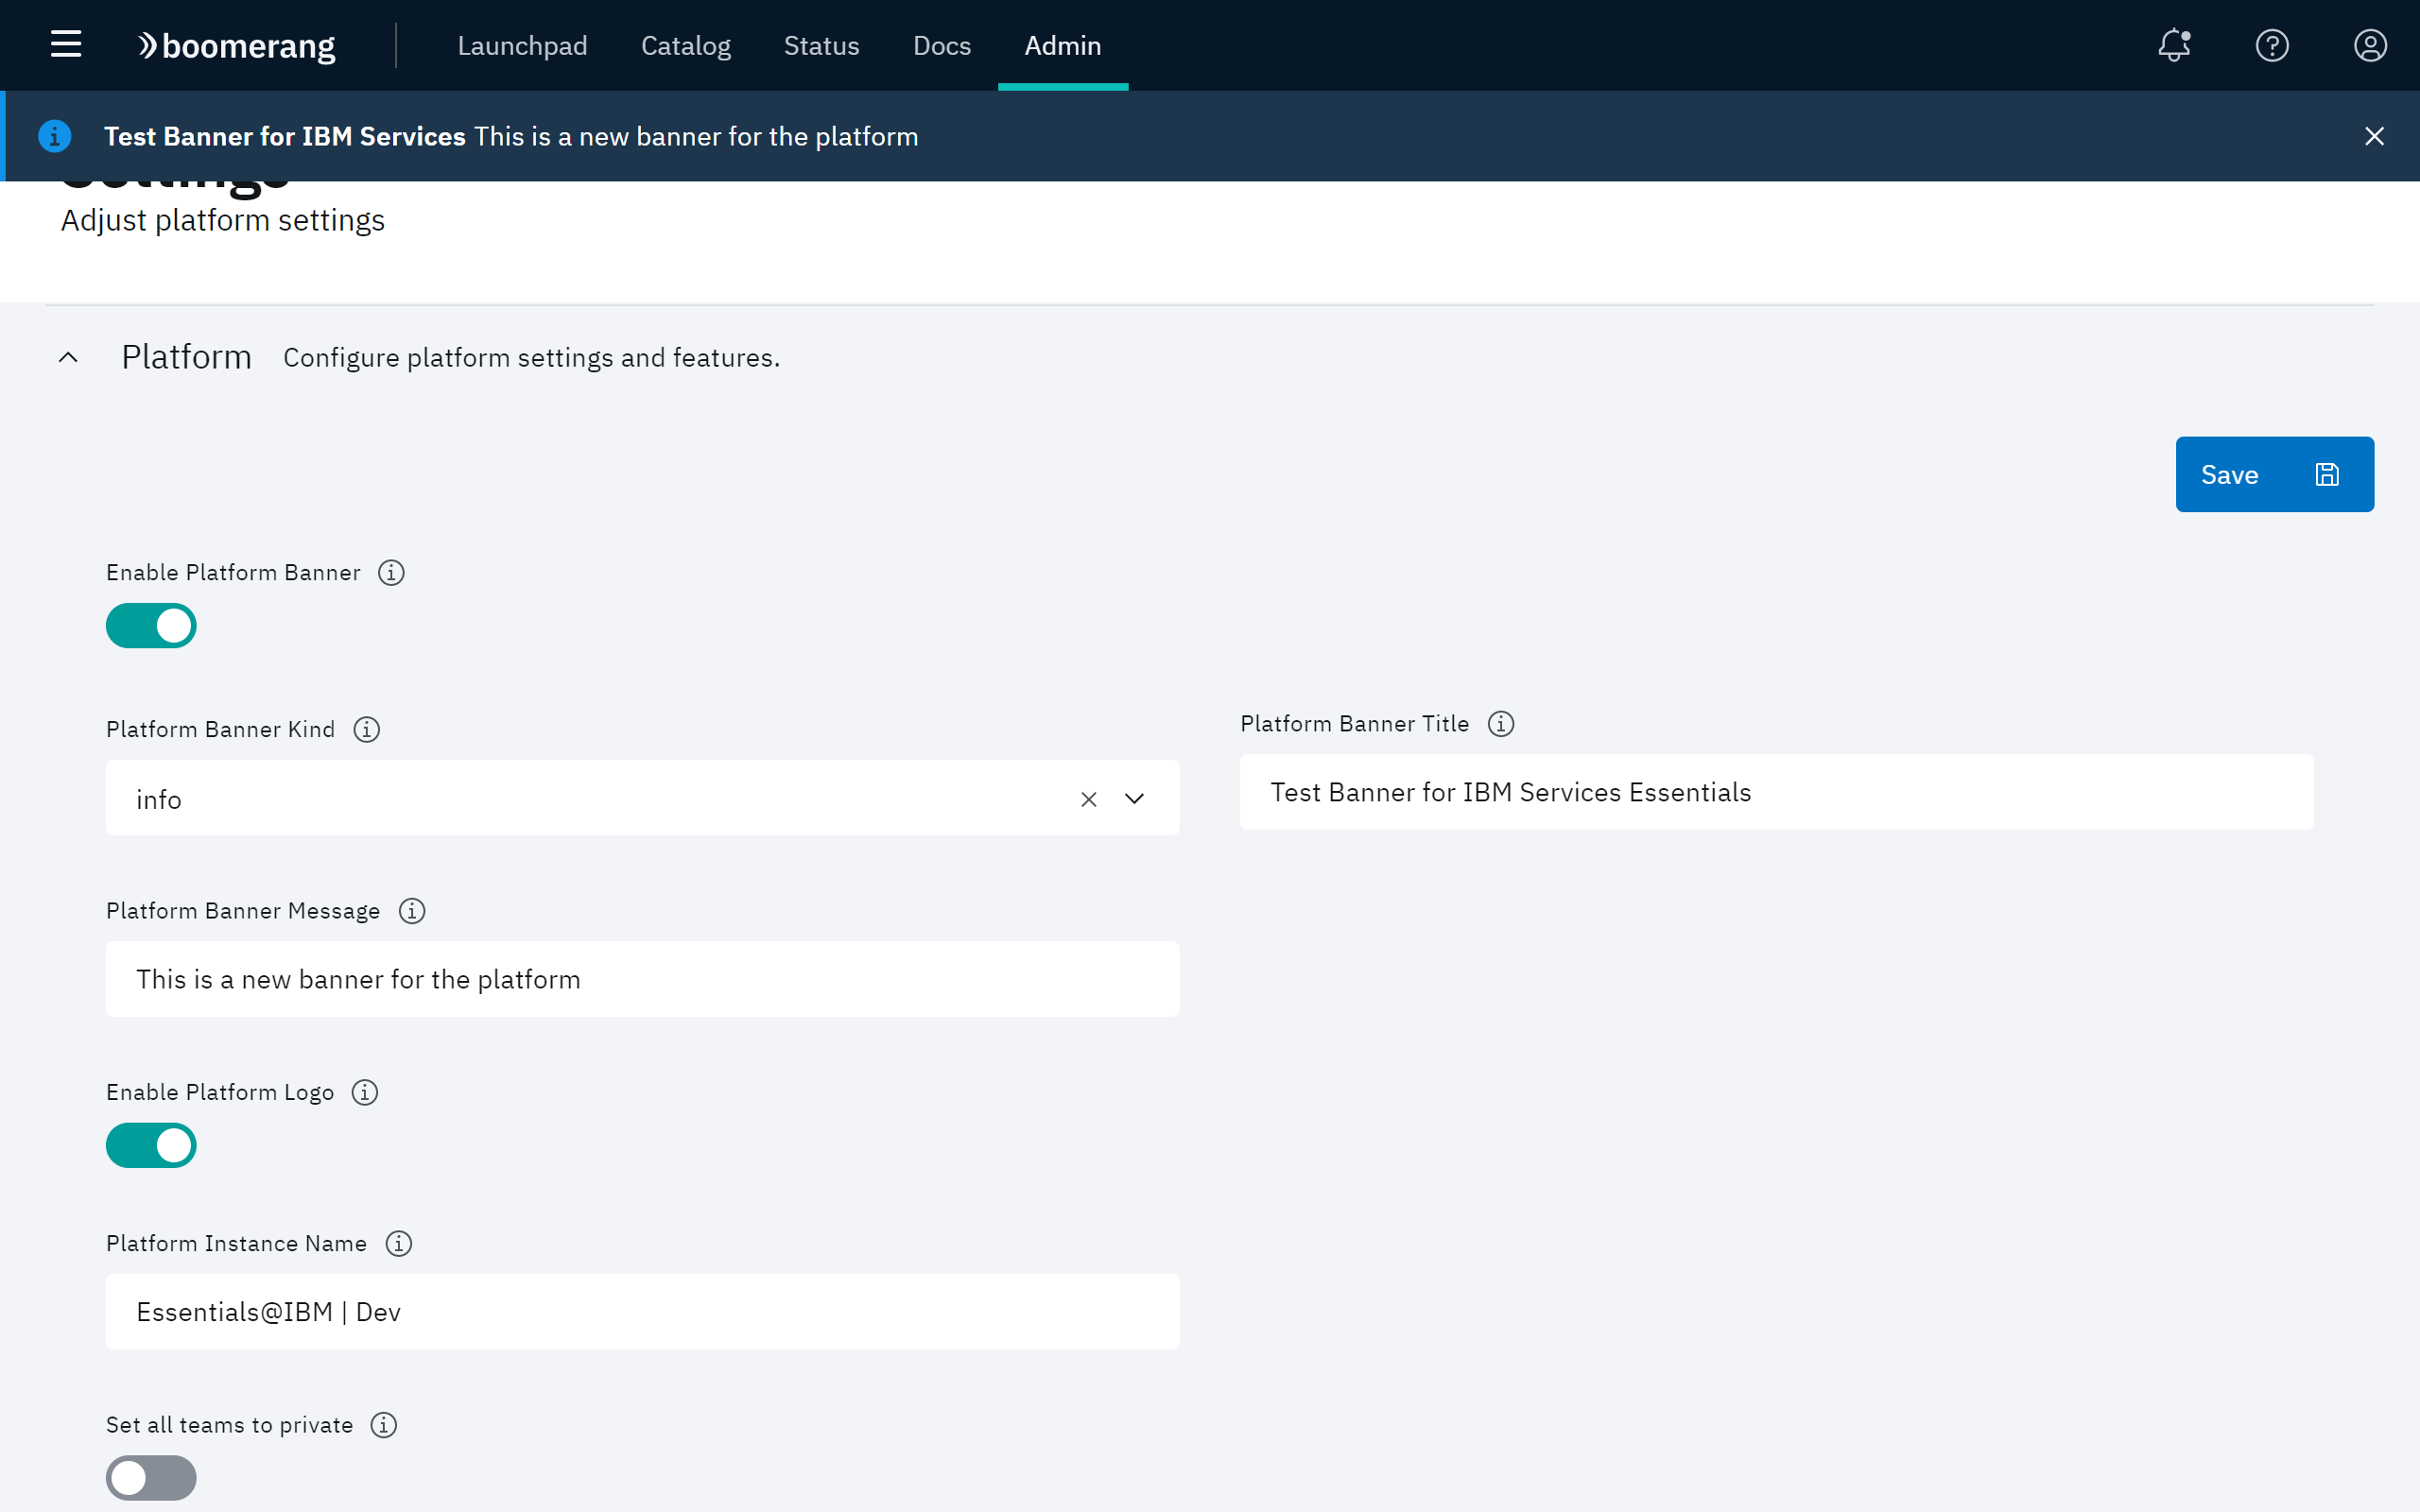 boomerang Launchpad Catalog Status Docs Admin
Test Banner for IBM Services This is a new banner for the platform
Settings
Adjust platform settings
Platform Configure platform settings and features.
Save
Enable Platform Banner
Platform Banner Kind
Platform Banner Title
info
Test Banner for IBM Services Essentials
Platform Banner Message
This is a new banner for the platform
Enable Platform Logo
Platform Instance Name
Essentials@IBM | Dev
Set all teams to private